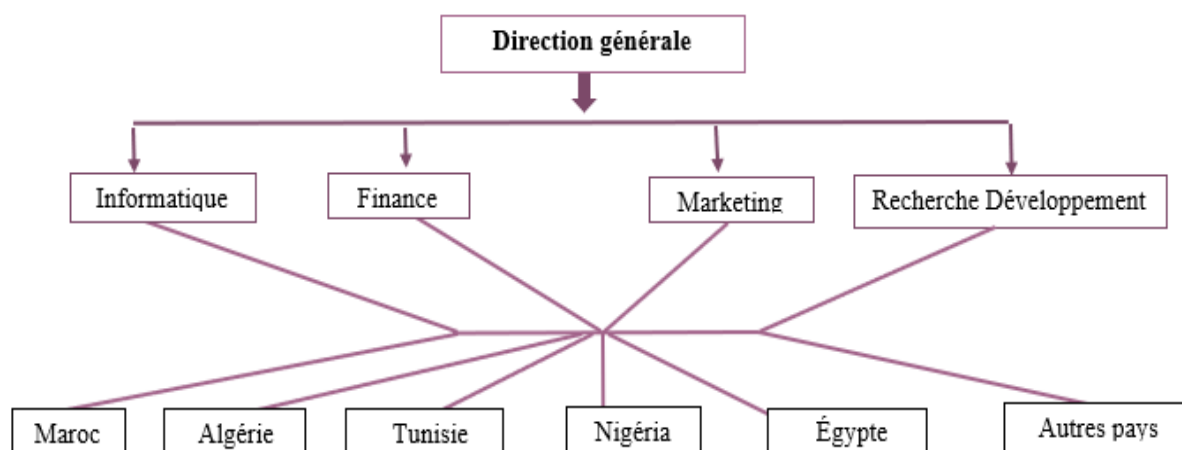 Direction générale
Informatique
Finance
Marketing
Recherche Développement
Maroc
Algérie
Tunisie
Nigéria
Égypte
Autres pays